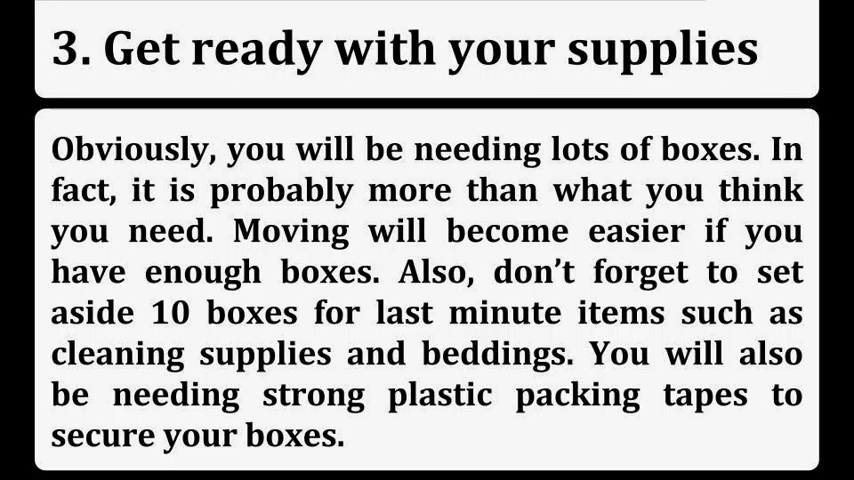 3. Get ready with your supplies
Obviously, you will be needing lots of boxes. In
fact, it is probably more than what you think
you need. Moving will become easier if you
have enough boxes. Also, don’t forget to set
aside 10 boxes for last minute items such as
cleaning supplies and beddings. You will also
be needing strong plastic packing tapes to
secure your boxes.